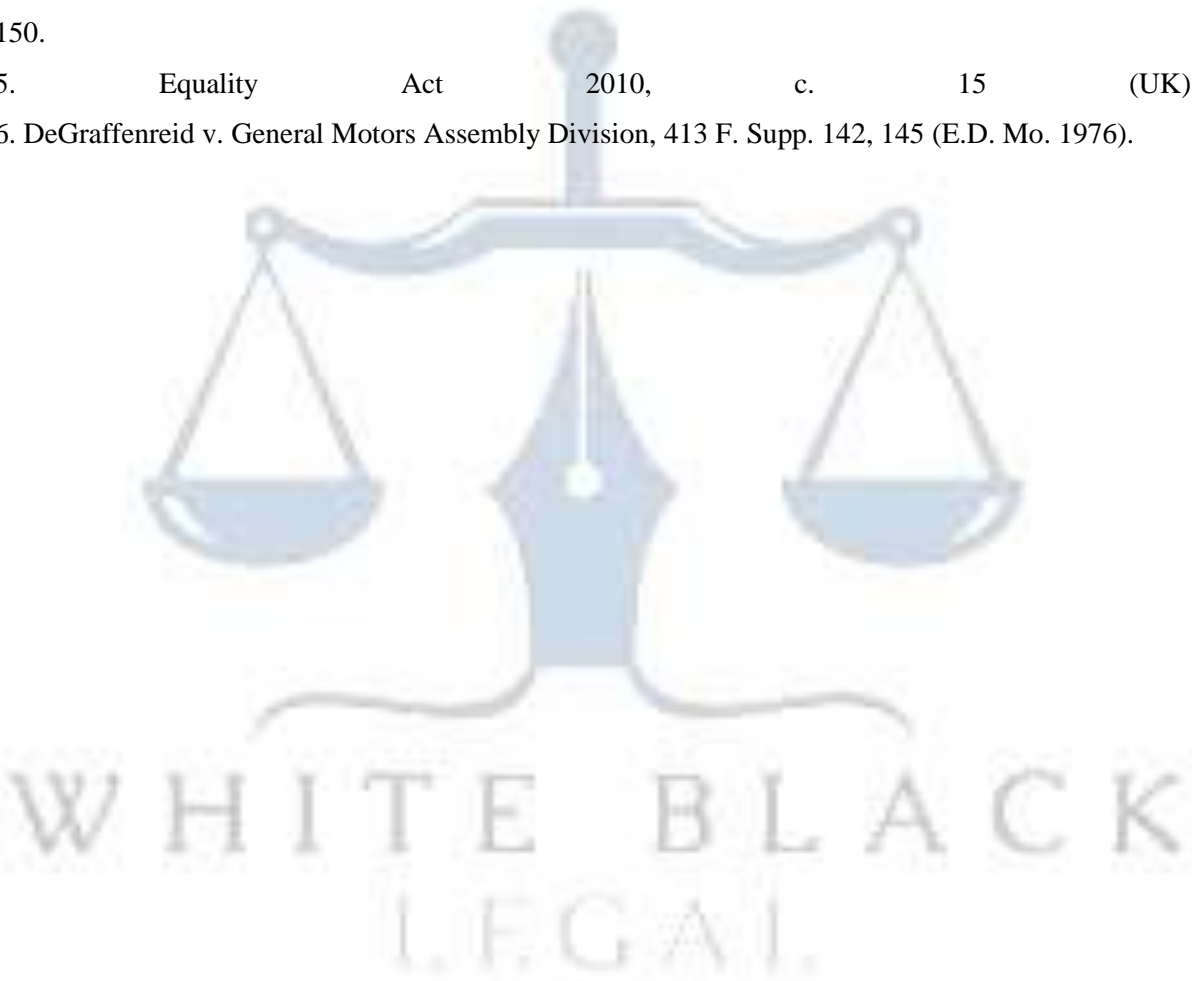 150.
5. Equality Act 2010, c. 15 (UK)
6. DeGraffenreid v. General Motors Assembly Division, 413 F. Supp. 142, 145 (E.D. Mo. 1976).
WHITE BLACK
LEGAL